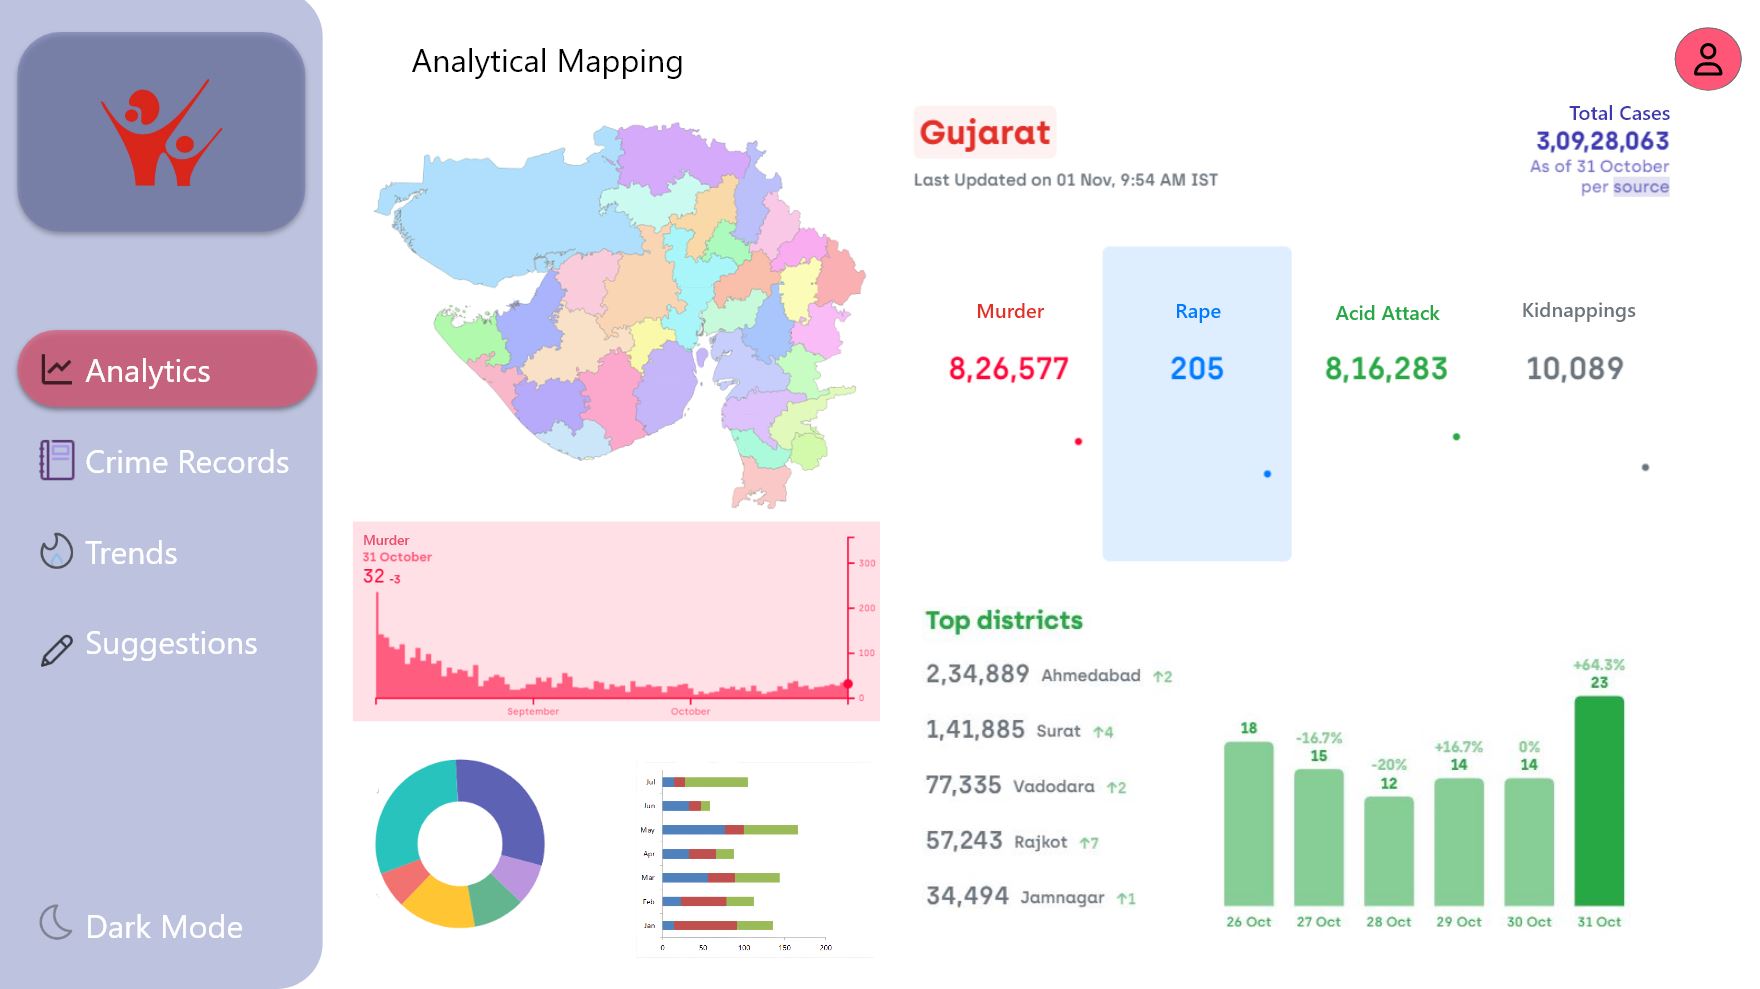 Analytical Mapping
Analytics
Crime Records
Trends
Suggestions
Dark Mode
Gujarat
Last Updated on 01 Nov, 9:54 AM IST
Total Cases
3,09,28,063
As of 31 October
per source
Murder
8,26,577
Rape
205
Acid Attack
8,16,283
Kidnappings
10,089
Murder
31 October
32 -3
300
200
100
0
September October
Jul
Jun
May
Apr
Mar
Feb
Jan
0 50 100 150 200
Top districts
2,34,889 Ahmedabad ↑2
1,41,885 Surat ↑4
77,335 Vadodara ↑2
57,243 Rajkot ↑7
34,494 Jamnagar ↑1
18
-16.7%
15
-20%
12
+16.7%
14
0%
14
+64.3%
23
26 Oct 27 Oct 28 Oct 29 Oct 30 Oct 31 Oct